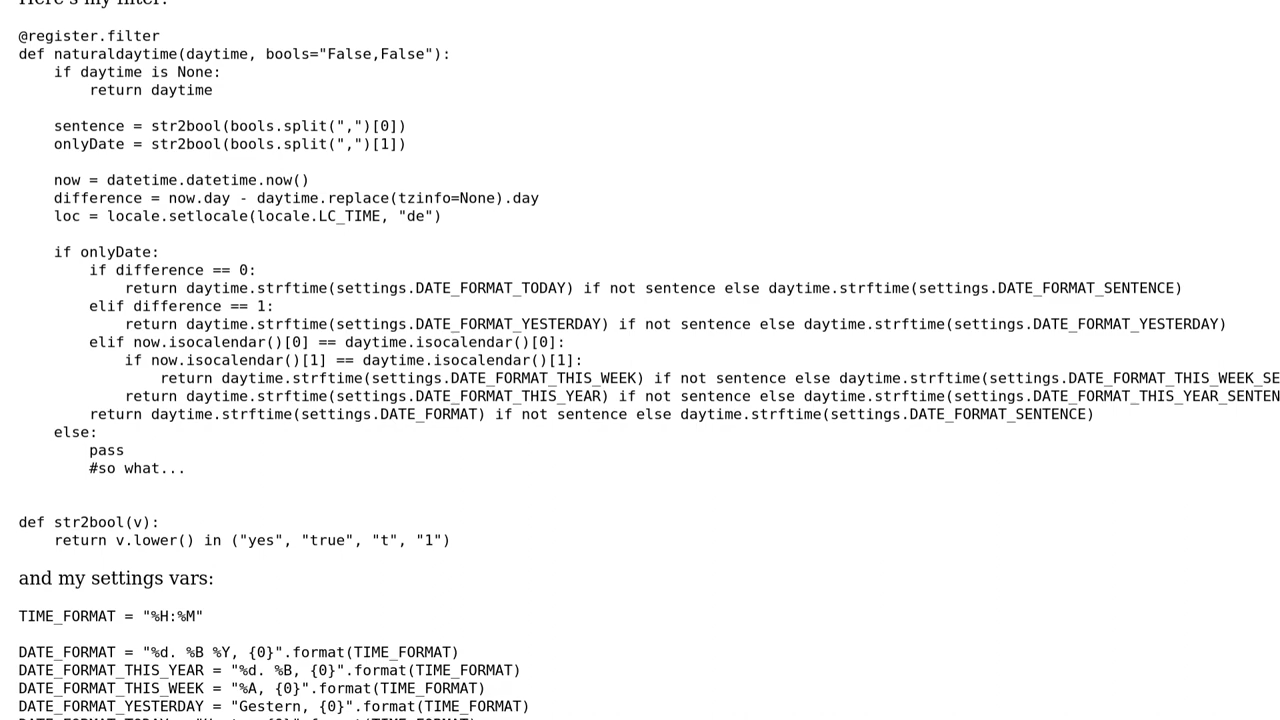 Here's my filter:
@register.filter
def naturaldaytime(daytime, bools="False,False"):
    if daytime is None:
        return daytime

    sentence = str2bool(bools.split(",")[0])
    onlyDate = str2bool(bools.split(",")[1])

    now = datetime.datetime.now()
    difference = now.day - daytime.replace(tzinfo=None).day
    loc = locale.setlocale(locale.LC_TIME, "de")

    if onlyDate:
        if difference == 0:
            return daytime.strftime(settings.DATE_FORMAT_TODAY) if not sentence else daytime.strftime(settings.DATE_FORMAT_SENTENCE)
        elif difference == 1:
            return daytime.strftime(settings.DATE_FORMAT_YESTERDAY) if not sentence else daytime.strftime(settings.DATE_FORMAT_YESTERDAY)
        elif now.isocalendar()[0] == daytime.isocalendar()[0]:
            if now.isocalendar()[1] == daytime.isocalendar()[1]:
                return daytime.strftime(settings.DATE_FORMAT_THIS_WEEK) if not sentence else daytime.strftime(settings.DATE_FORMAT_THIS_WEEK_SE
            return daytime.strftime(settings.DATE_FORMAT_THIS_YEAR) if not sentence else daytime.strftime(settings.DATE_FORMAT_THIS_YEAR_SENTEN
        return daytime.strftime(settings.DATE_FORMAT) if not sentence else daytime.strftime(settings.DATE_FORMAT_SENTENCE)
    else:
        pass
        #so what...

def str2bool(v):
    return v.lower() in ("yes", "true", "t", "1")
and my settings vars:
TIME_FORMAT = "%H:%M"

DATE_FORMAT = "%d. %B %Y, {0}".format(TIME_FORMAT)
DATE_FORMAT_THIS_YEAR = "%d. %B, {0}".format(TIME_FORMAT)
DATE_FORMAT_THIS_WEEK = "%A, {0}".format(TIME_FORMAT)
DATE_FORMAT_YESTERDAY = "Gestern, {0}".format(TIME_FORMAT)